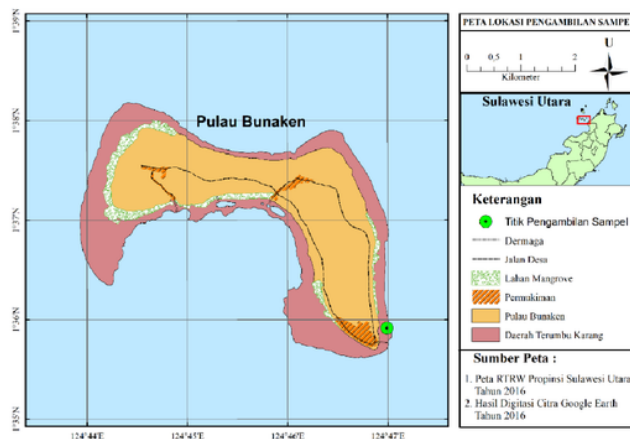 1°39'N
1°38'N
1°37'N
1°36'N
1°35'N
124°44'E
124°45'E
124°46'E
124°47'E
Pulau Bunaken
PETA LOKASI PENGAMBILAN SAMPEL
U
0 0,5 1 2
Kilometer
Sulawesi Utara
Keterangan
Titik Pengambilan Sampel
Dermaga
Jalan Desa
Lahan Mangrove
Permukiman
Pulau Bunaken
Daerah Terumbu Karang
Sumber Peta :
1. Peta RTRW Propinsi Sulawesi Utara
Tahun 2016
2. Hasil Digitasi Citra Google Earth
Tahun 2016